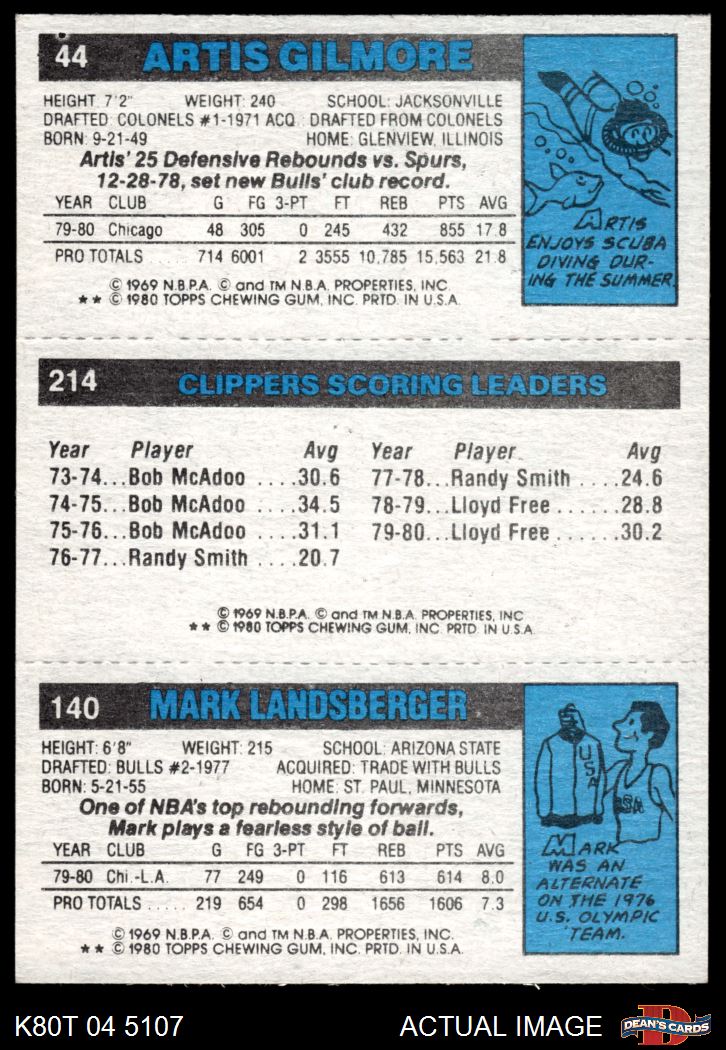 44 ARTIS GILMORE
HEIGHT: 7'2" WEIGHT: 240 SCHOOL: JACKSONVILLE
DRAFTED: COLONELS #1-1971 ACQ.: DRAFTED FROM COLONELS
BORN: 9-21-49 HOME: GLENVIEW, ILLINOIS
Artis' 25 Defensive Rebounds vs. Spurs,
12-28-78, set new Bulls' club record.
YEAR CLUB G FG 3-PT FT REB PTS AVG
79-80 Chicago 48 305 0 245 432 855 17.8
PRO TOTALS ..... 714 6001 2 3555 10,785 15,563 21.8
© 1969 N.B.P.A. © and TM N.B.A. PROPERTIES, INC.
** © 1980 TOPPS CHEWING GUM, INC. PRTD. IN U.S.A.
ARTIS
ENJOYS SCUBA
DIVING DUR-
ING THE SUMMER.
214 CLIPPERS SCORING LEADERS
Year Player Avg Year Player Avg
73-74...Bob McAdoo ....30.6 77-78...Randy Smith ....24.6
74-75...Bob McAdoo ....34.5 78-79...Lloyd Free ......28.8
75-76...Bob McAdoo ....31.1 79-80...Lloyd Free ......30.2
76-77...Randy Smith ....20.7
© 1969 N.B.P.A. © and TM N.B.A. PROPERTIES, INC.
** © 1980 TOPPS CHEWING GUM, INC. PRTD. IN U.S.A.
140 MARK LANDSBERGER
HEIGHT: 6'8" WEIGHT: 215 SCHOOL: ARIZONA STATE
DRAFTED: BULLS #2-1977 ACQUIRED: TRADE WITH BULLS
BORN: 5-21-55 HOME: ST. PAUL, MINNESOTA
One of NBA's top rebounding forwards,
Mark plays a fearless style of ball.
YEAR CLUB G FG 3-PT FT REB PTS AVG
79-80 Chi.-L.A. 77 249 0 116 613 614 8.0
PRO TOTALS ..... 219 654 0 298 1656 1606 7.3
© 1969 N.B.P.A. © and TM N.B.A. PROPERTIES, INC.
** © 1980 TOPPS CHEWING GUM, INC. PRTD. IN U.S.A.
USA
USA
MARK
WAS AN
ALTERNATE
ON THE 1976
U.S. OLYMPIC
TEAM.
K80T 04 5107 ACTUAL IMAGE
D
DEAN'S CARDS